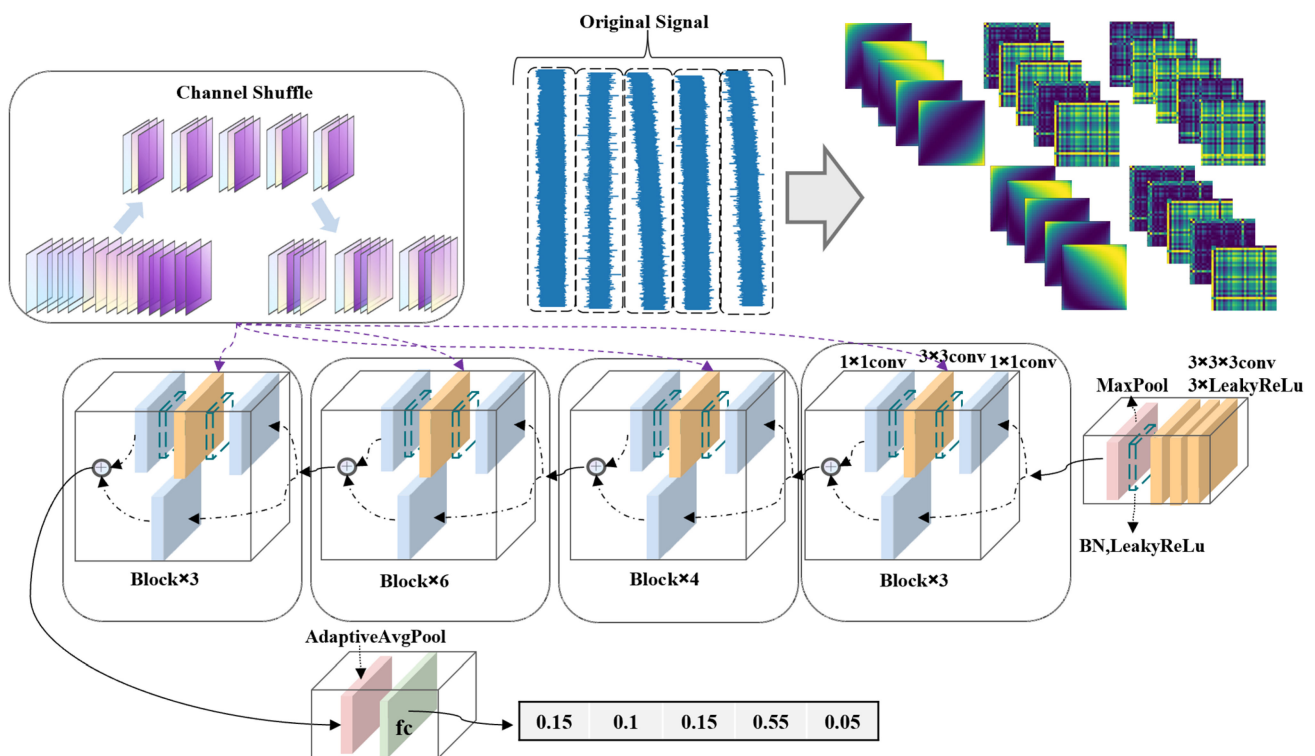 Original Signal
Channel Shuffle
1×1conv
3×3conv
1×1conv
3×3×3conv
MaxPool
3×LeakyReLu
BN,LeakyReLu
Block×3
Block×6
Block×4
Block×3
AdaptiveAvgPool
fc
0.15 0.1 0.15 0.55 0.05